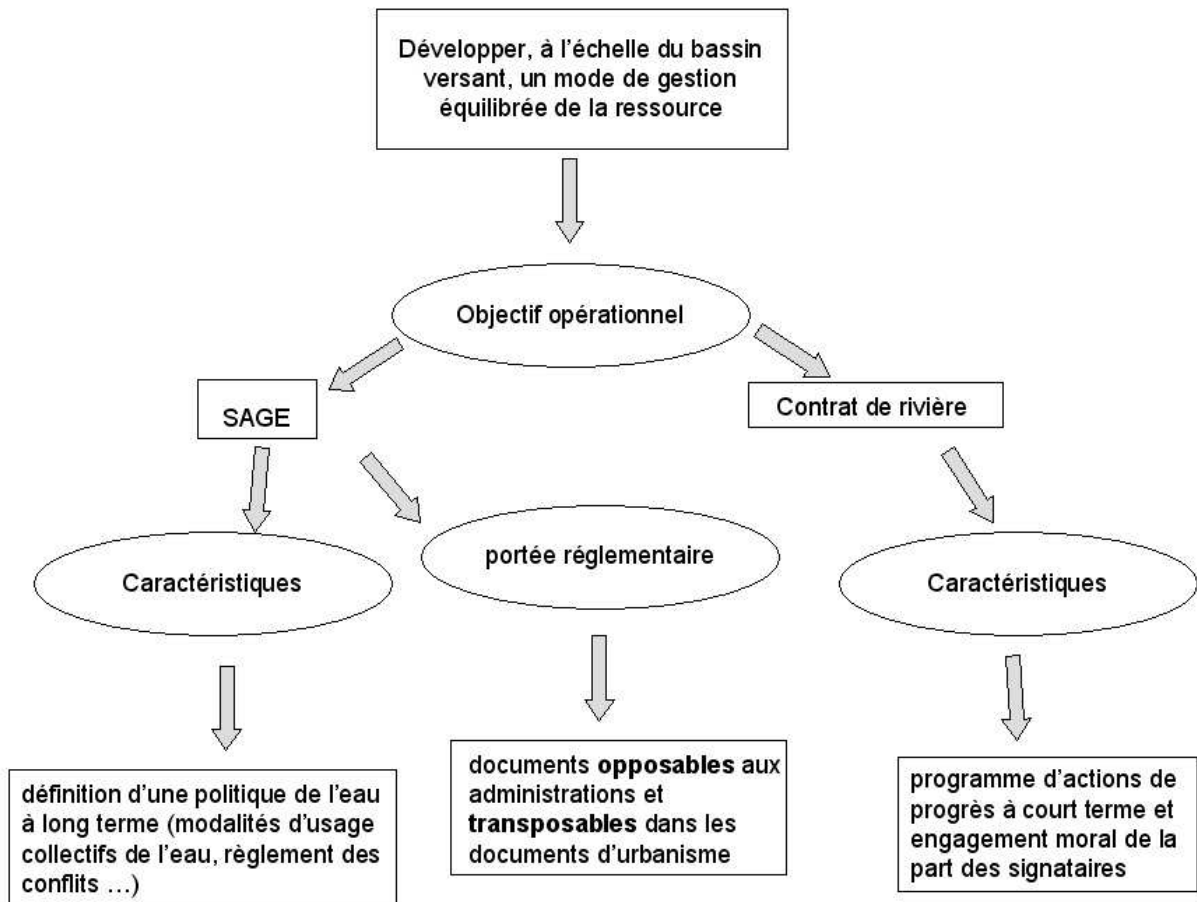 Développer, à l'échelle du bassin
versant, un mode de gestion
équilibrée de la ressource
Objectif opérationnel
SAGE
Contrat de rivière
Caractéristiques
portée réglementaire
Caractéristiques
définition d'une politique de l'eau
à long terme (modalités d'usage
collectifs de l'eau, règlement des
conflits …)
documents opposables aux
administrations et
transposables dans les
documents d'urbanisme
programme d'actions de
progrès à court terme et
engagement moral de la
part des signataires